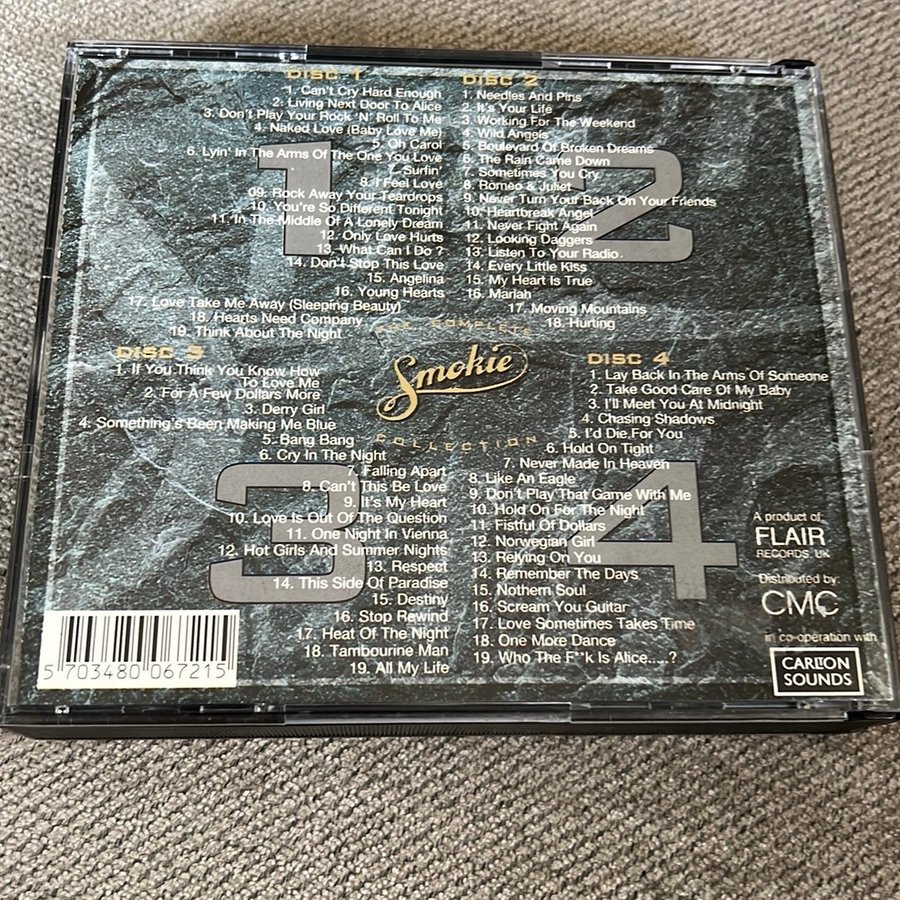 DISC 1
1. Can't Cry Hard Enough
2. Living Next Door To Alice
3. Don't Play Your Rock 'N' Roll To Me
4. Naked Love (Baby Love Me)
5. Oh Carol
6. Lyin' In The Arms Of The One You Love
7. Surfin'
8. I Feel Love
09. Rock Away Your Teardrops
10. You're So Different Tonight
11. In The Middle Of A Lonely Dream
12. Only Love Hurts
13. What Can I Do ?
14. Don't Stop This Love
15. Angelina
16. Young Hearts
17. Love Take Me Away (Sleeping Beauty)
18. Hearts Need Company
19. Think About The Night
1
DISC 2
1. Needles And Pins
2. It's Your Life
3. Working For The Weekend
4. Wild Angels
5. Boulevard Of Broken Dreams
6. The Rain Came Down
7. Sometimes You Cry
8. Romeo & Juliet
9. Never Turn Your Back On Your Friends
10. Heartbreak Angel
11. Never Fight Again
12. Looking Daggers
13. Listen To Your Radio
14. Every Little Kiss
15. My Heart Is True
16. Mariah
17. Moving Mountains
18. Hurting
2
THE COMPLETE
Smokie
COLLECTION
DISC 3
1. If You Think You Know How
To Love Me
2. For A Few Dollars More
3. Derry Girl
4. Something's Been Making Me Blue
5. Bang Bang
6. Cry In The Night
7. Falling Apart
8. Can't This Be Love
9. It's My Heart
10. Love Is Out Of The Question
11. One Night In Vienna
12. Hot Girls And Summer Nights
13. Respect
14. This Side Of Paradise
15. Destiny
16. Stop Rewind
17. Heat Of The Night
18. Tambourine Man
19. All My Life
3
DISC 4
1. Lay Back In The Arms Of Someone
2. Take Good Care Of My Baby
3. I'll Meet You At Midnight
4. Chasing Shadows
5. I'd Die For You
6. Hold On Tight
7. Never Made In Heaven
8. Like An Eagle
9. Don't Play That Game With Me
10. Hold On For The Night
11. Fistful Of Dollars
12. Norwegian Girl
13. Relying On You
14. Remember The Days
15. Nothern Soul
16. Scream You Guitar
17. Love Sometimes Takes Time
18. One More Dance
19. Who The F**k Is Alice.....?
4
A product of
FLAIR
RECORDS UK
Distributed by:
CMC
in co-operation with
CARLTON
SOUNDS
5 703480 067215